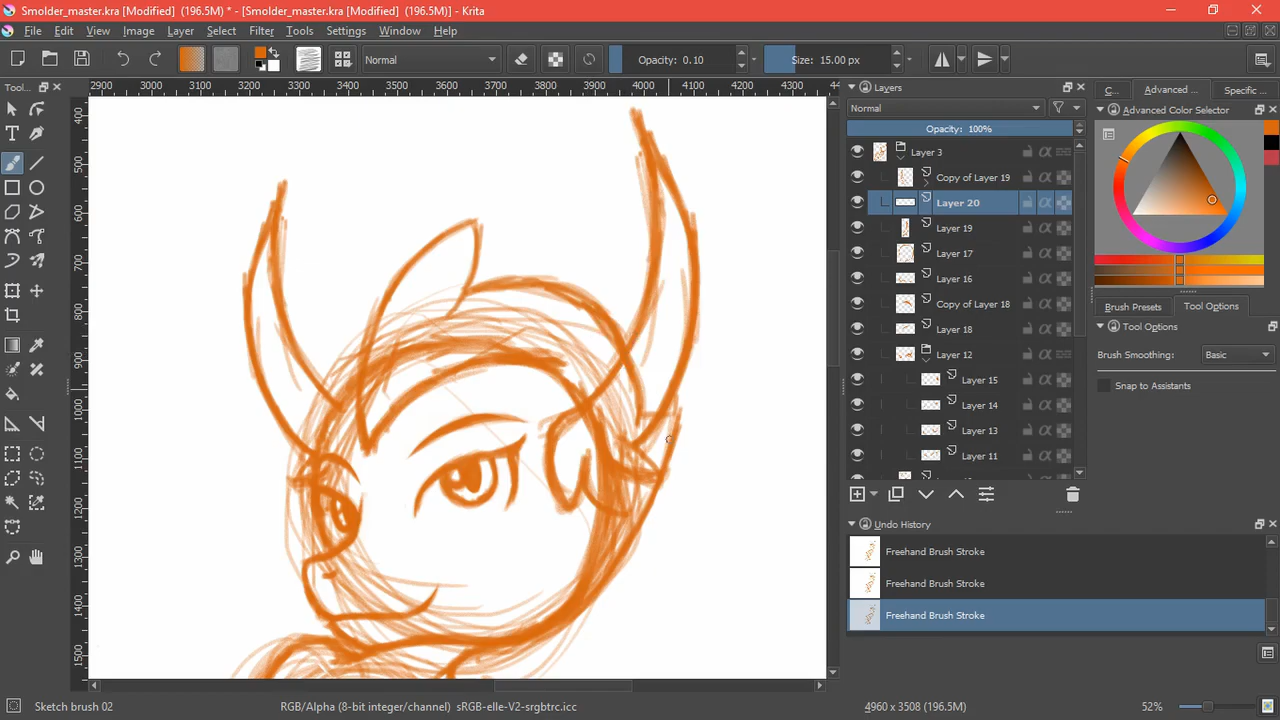 Smolder_master.kra [Modified] (196.5M) * - [Smolder_master.kra [Modified] (196.5M)] - Krita
File Edit View Image Layer Select Filter Tools Settings Window Help
Normal Opacity: 0.10 Size: 15.00 px
Tool...
2900 3000 3100 3200 3300 3400 3500 3600 3700 3800 3900 4000 4100 4200 4300 44
400
500
600
700
800
900
1000
1100
1200
1300
1400
1500
Layers
Normal
Opacity: 100%
Layer 3
Copy of Layer 19
Layer 20
Layer 19
Layer 17
Layer 16
Copy of Layer 18
Layer 18
Layer 12
Layer 15
Layer 14
Layer 13
Layer 11
Undo History
Freehand Brush Stroke
Freehand Brush Stroke
Freehand Brush Stroke
C... Advanced ... Specific ...
Advanced Color Selector
Brush Presets Tool Options
Tool Options
Brush Smoothing: Basic
Snap to Assistants
Sketch brush 02 RGB/Alpha (8-bit integer/channel) sRGB-elle-V2-srgbtrc.icc 4960 x 3508 (196.5M) 52%